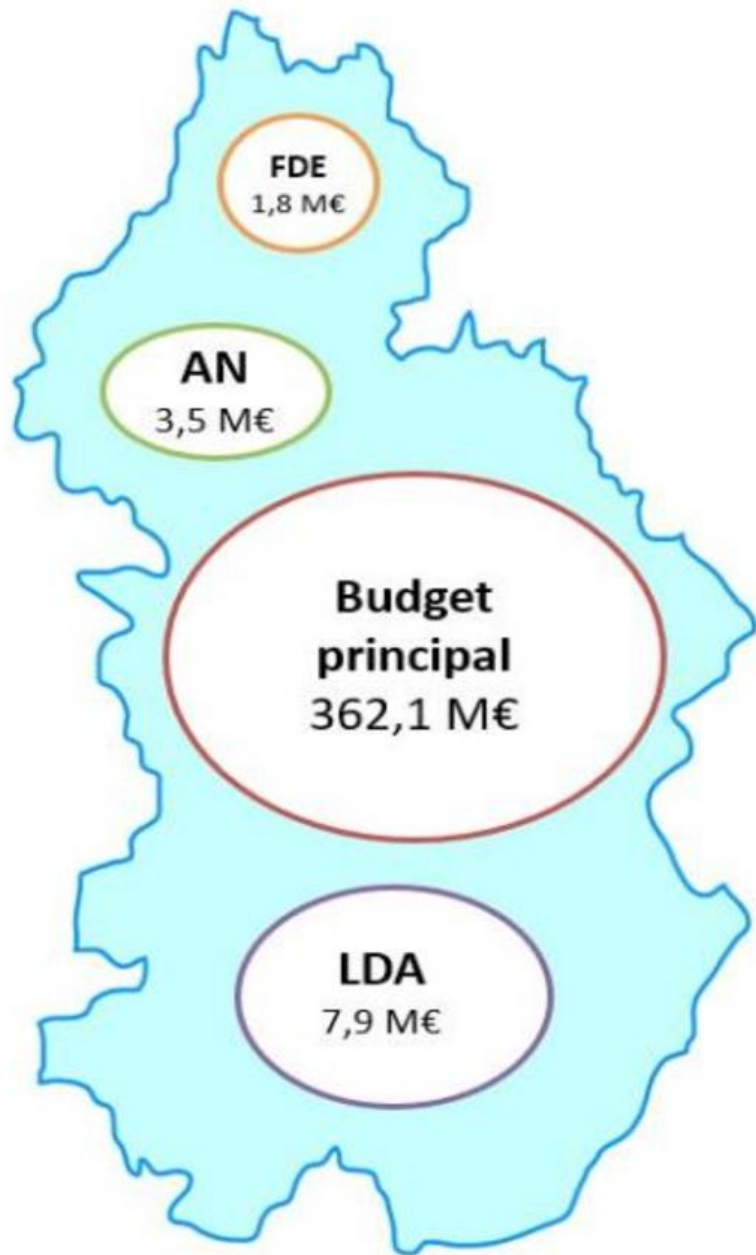 FDE
1,8 M€
AN
3,5 M€
Budget
principal
362,1 M€
LDA
7,9 M€